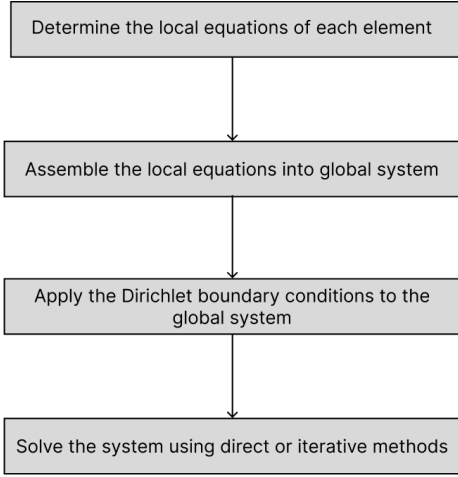 Determine the local equations of each element
Assemble the local equations into global system
Apply the Dirichlet boundary conditions to the
global system
Solve the system using direct or iterative methods